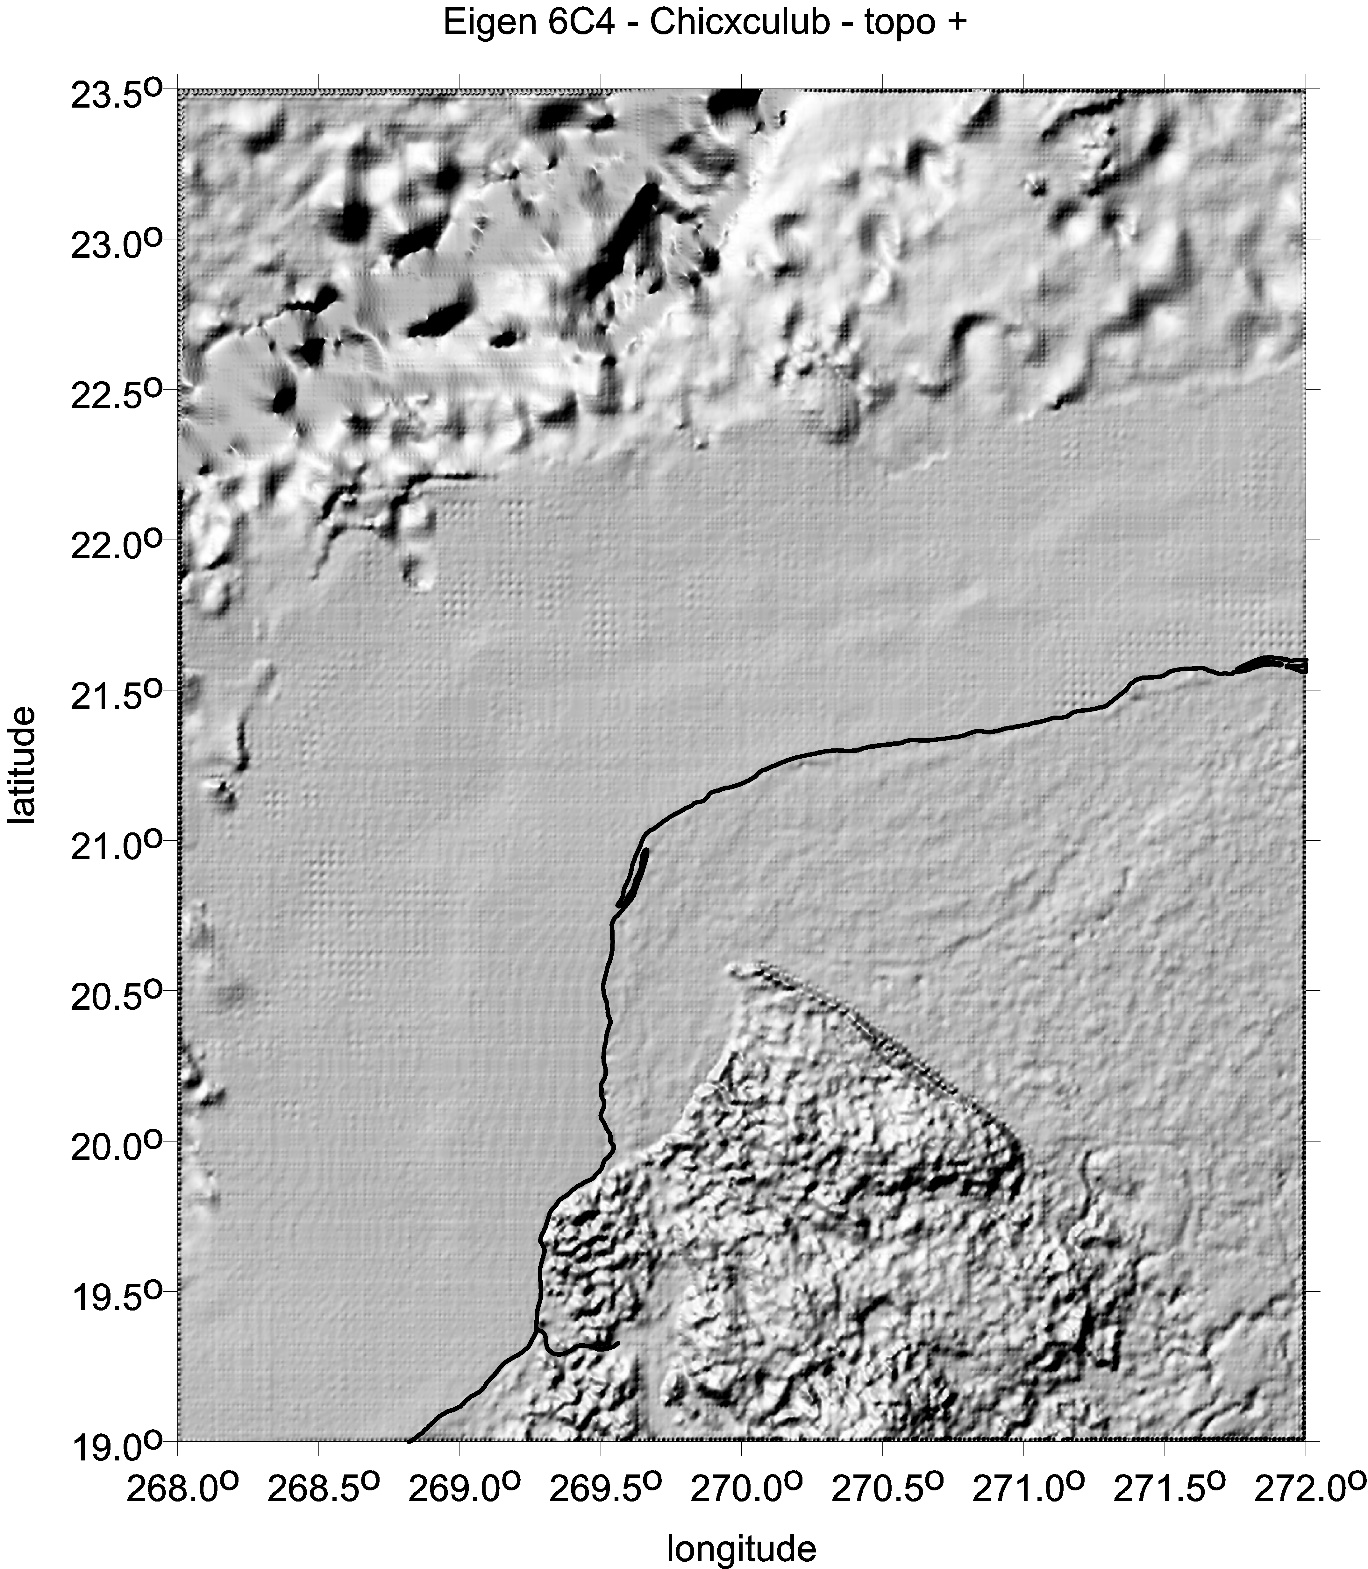 Eigen 6C4 - Chicxculub - topo +
23.5º
23.0º
22.5º
22.0º
21.5º
21.0º
20.5º
20.0º
19.5º
19.0º
latitude
268.0º 268.5º 269.0º 269.5º 270.0º 270.5º 271.0º 271.5º 272.0º
longitude